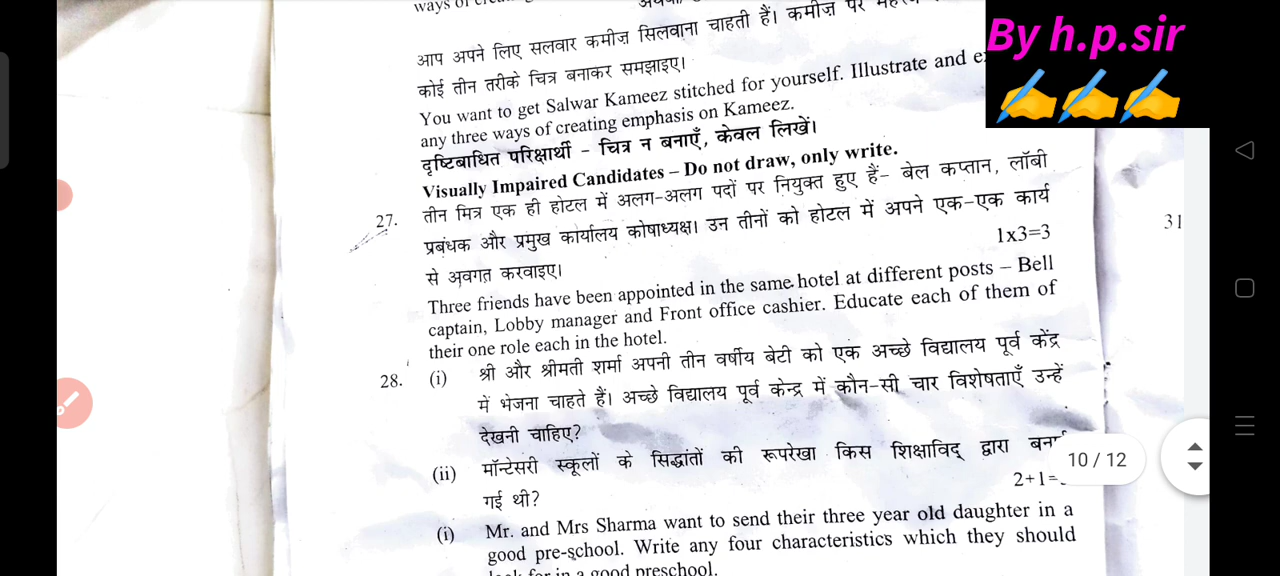 ways of
आप अपने लिए सलवार कमीज़ सिलवाना चाहती हैं। कमीज़ पर
कोई तीन तरीके चित्र बनाकर समझाइए।
You want to get Salwar Kameez stitched for yourself. Illustrate and
any three ways of creating emphasis on Kameez.
दृष्टिबाधित परिक्षार्थी – चित्र न बनाएँ, केवल लिखें।
Visually Impaired Candidates – Do not draw, only write.
27. तीन मित्र एक ही होटल में अलग-अलग पदों पर नियुक्त हुए हैं– बेल कप्तान, लॉबी
प्रबंधक और प्रमुख कार्यालय कोषाध्यक्ष। उन तीनों को होटल में अपने एक-एक कार्य
से अवगत करवाइए।
1x3=3
Three friends have been appointed in the same hotel at different posts – Bell
captain, Lobby manager and Front office cashier. Educate each of them of
their one role each in the hotel.
28. (i) श्री और श्रीमती शर्मा अपनी तीन वर्षीय बेटी को एक अच्छे विद्यालय पूर्व केंद्र
में भेजना चाहते हैं। अच्छे विद्यालय पूर्व केन्द्र में कौन-सी चार विशेषताएँ उन्हें
देखनी चाहिए?
(ii) मॉन्टेसरी स्कूलों के सिद्धांतों की रूपरेखा किस शिक्षाविद् द्वारा
गई थी?
2+1=
(i) Mr. and Mrs Sharma want to send their three year old daughter in a
good pre-school. Write any four characteristics which they should
in a good preschool.
31
By h.p.sir
✍✍✍
10 / 12